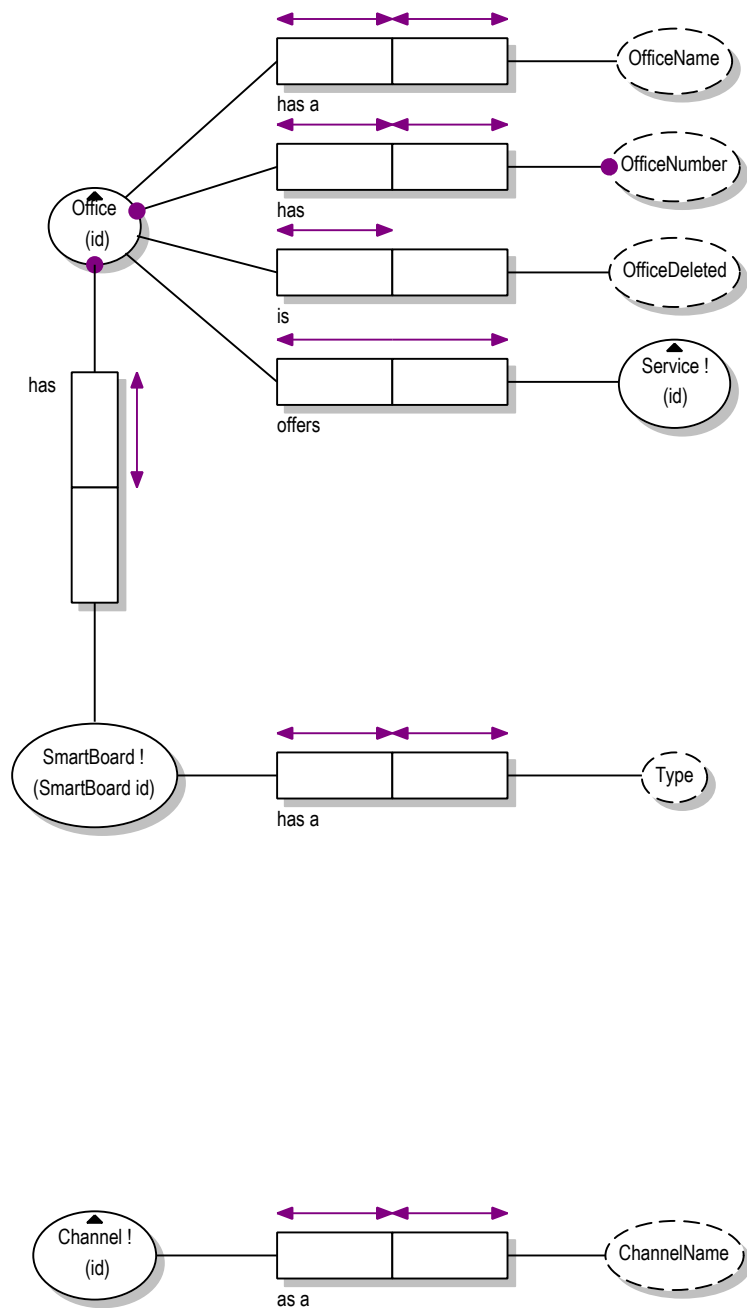 OfficeName
has a
Office
(id)
OfficeNumber
has
OfficeDeleted
is
Service !
(id)
offers
has
SmartBoard !
(SmartBoard id)
Type
has a
Channel !
(id)
ChannelName
as a